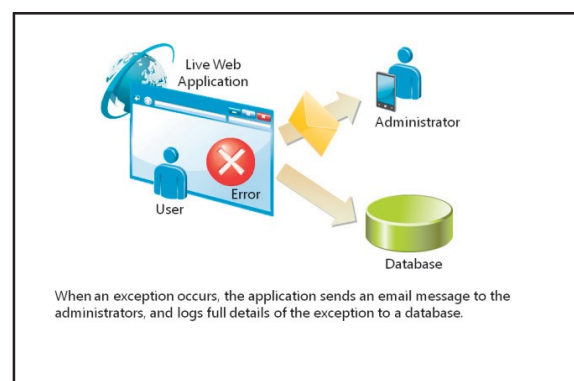 Live Web
Application
Administrator
Error
User
Database
When an exception occurs, the application sends an email message to the
administrators, and logs full details of the exception to a database.